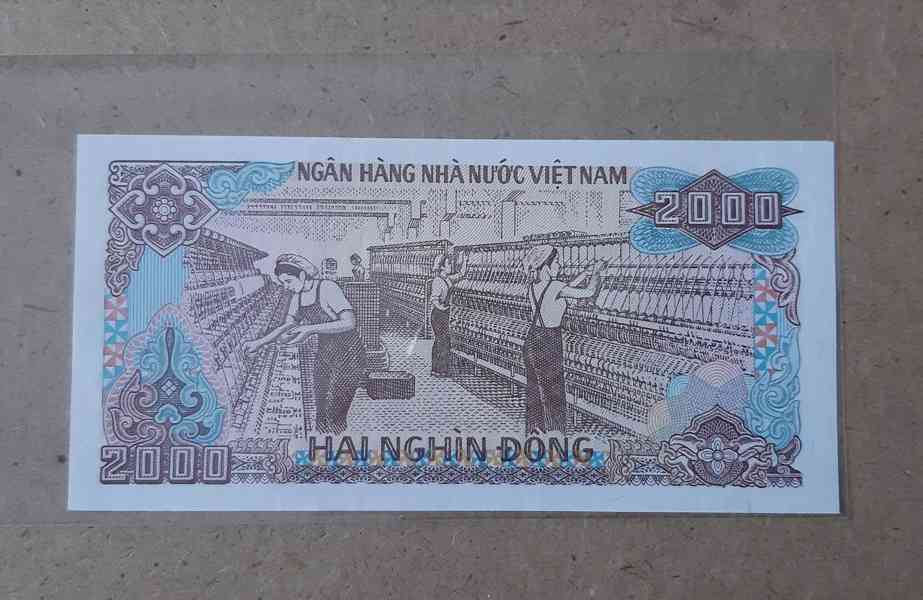 NGÂN HÀNG NHÀ NƯỚC VIỆT NAM
2000
2000
HAI NGHÌN ĐỒNG